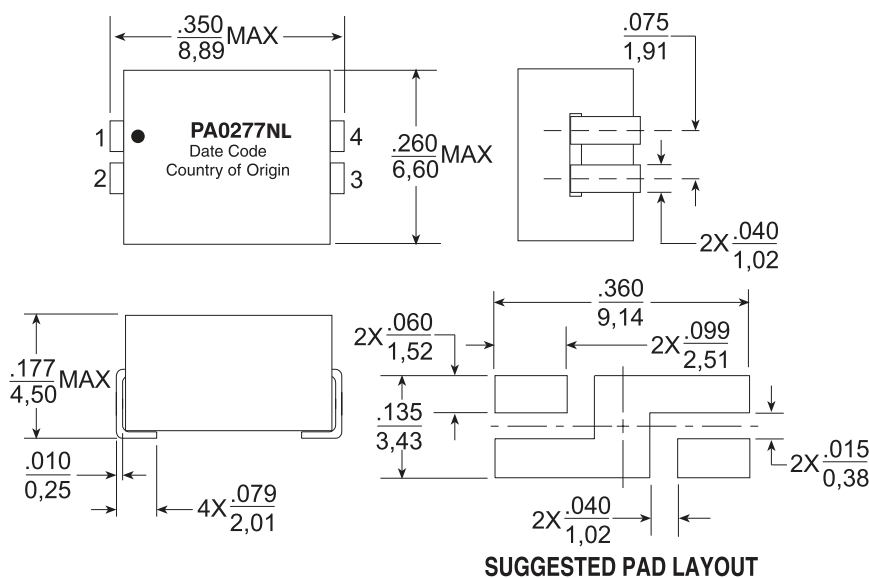 .350
8,89 MAX
.075
1,91
1
PA0277NL
4
Date Code
2
Country of Origin
3
.260
6,60 MAX
2X .040
1,02
.360
9,14
2X .060
1,52
2X .099
2,51
.177
4,50 MAX
.135
3,43
.010
0,25
2X .015
0,38
4X .079
2,01
2X .040
1,02
SUGGESTED PAD LAYOUT